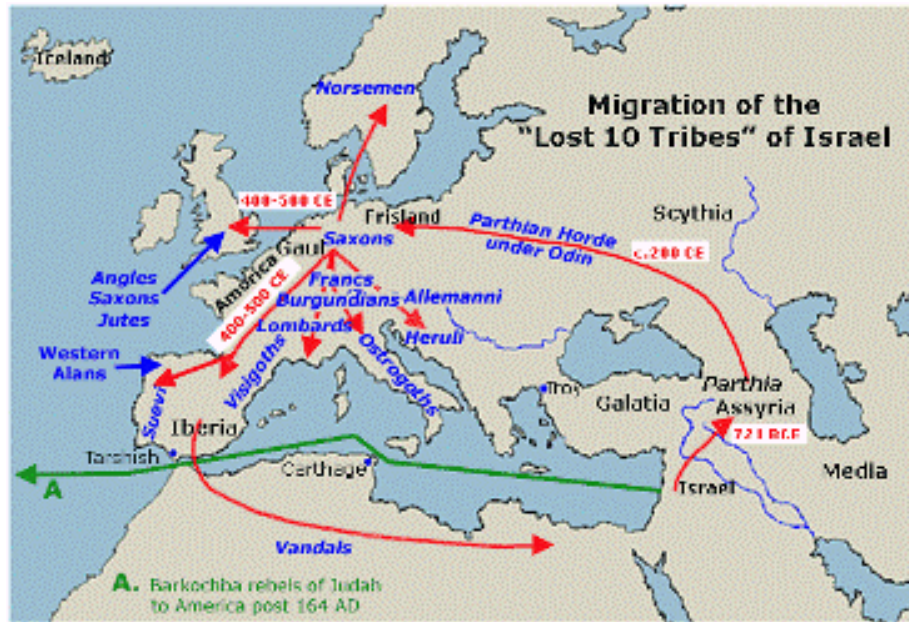 Iceland
Norsemen
Migration of the
"Lost 10 Tribes" of Israel
400-500 CE
Frisland
Scythia
Parthian Horde
under Odin
c.200 CE
Saxons
Gaul
Amorica
Angles
Saxons
Jutes
400-500 CE
Francs
Burgundians
Allemanni
Lombards
Heruli
Western
Alans
Visigoths
Ostrogoths
Suevi
Iberia
Troy
Galatia
Parthia
Assyria
721 BCE
Tarshish
Carthage
Israel
Media
A
Vandals
A. Barkochba rebels of Judah
to America post 164 AD